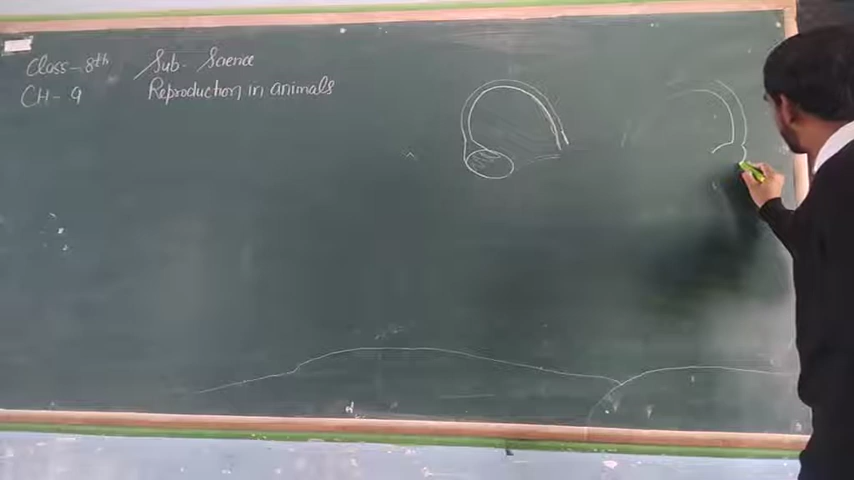 Class - 8th Sub - Science
CH - 9 Reproduction in animals